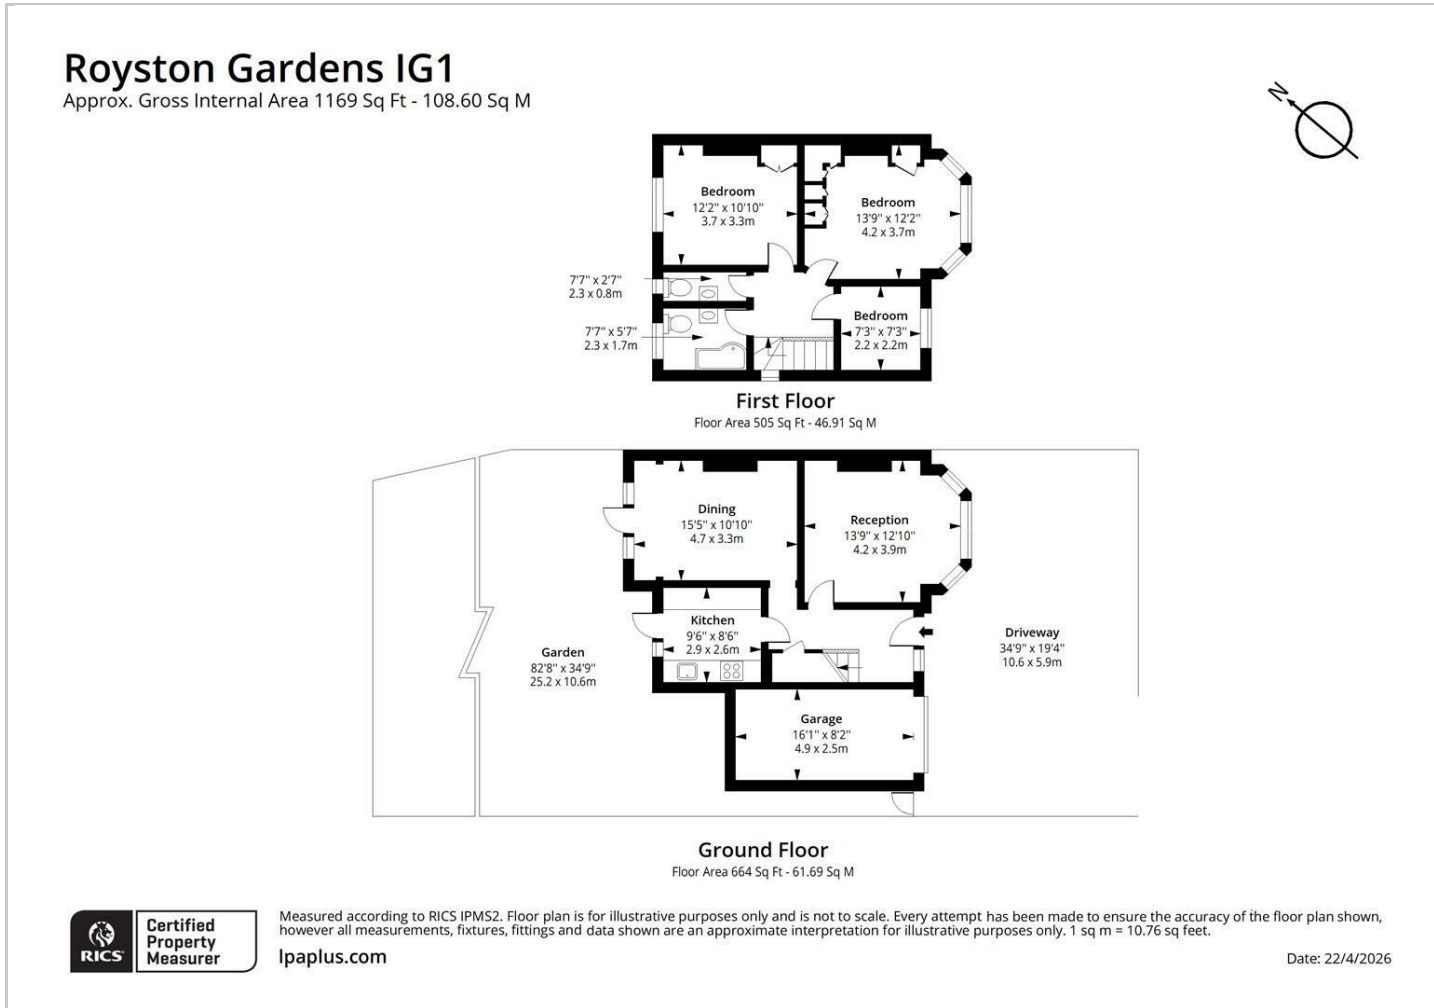 Royston Gardens IG1
Approx. Gross Internal Area 1169 Sq Ft - 108.60 Sq M
N
Bedroom
12'2" x 10'10"
3.7 x 3.3m
Bedroom
13'9" x 12'2"
4.2 x 3.7m
7'7" x 2'7"
2.3 x 0.8m
7'7" x 5'7"
2.3 x 1.7m
Bedroom
7'3" x 7'3"
2.2 x 2.2m
First Floor
Floor Area 505 Sq Ft - 46.91 Sq M
Dining
15'5" x 10'10"
4.7 x 3.3m
Reception
13'9" x 12'10"
4.2 x 3.9m
Kitchen
9'6" x 8'6"
2.9 x 2.6m
Garden
82'8" x 34'9"
25.2 x 10.6m
Driveway
34'9" x 19'4"
10.6 x 5.9m
Garage
16'1" x 8'2"
4.9 x 2.5m
Ground Floor
Floor Area 664 Sq Ft - 61.69 Sq M
RICS
Certified
Property
Measurer
Measured according to RICS IPMS2. Floor plan is for illustrative purposes only and is not to scale. Every attempt has been made to ensure the accuracy of the floor plan shown,
however all measurements, fixtures, fittings and data shown are an approximate interpretation for illustrative purposes only. 1 sq m = 10.76 sq feet.
lpaplus.com
Date: 22/4/2026